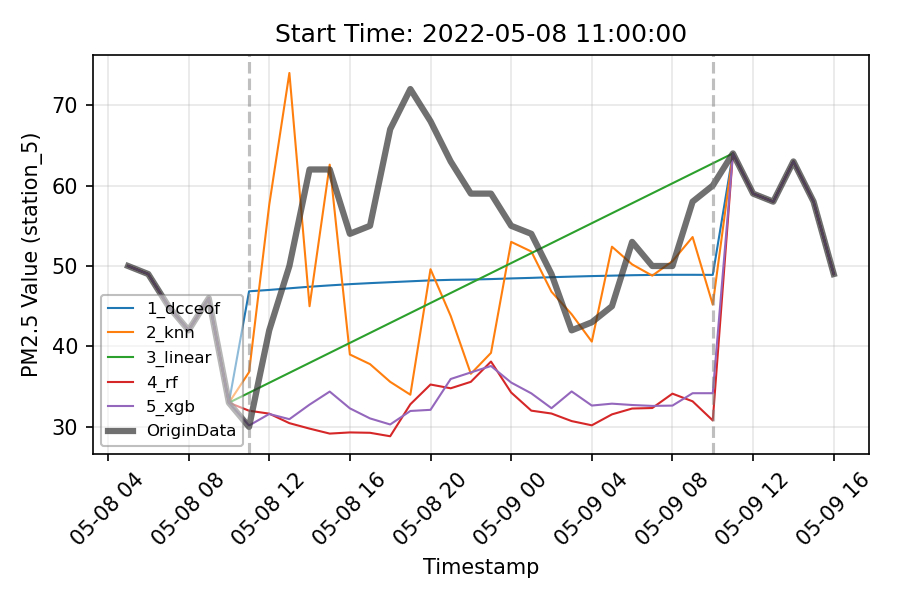 Start Time: 2022-05-08 11:00:00
PM2.5 Value (station_5)
70
60
50
40
30
1_dcceof
2_knn
3_linear
4_rf
5_xgb
OriginData
05-08 04
05-08 08
05-08 12
05-08 16
05-08 20
05-09 00
05-09 04
05-09 08
05-09 12
05-09 16
Timestamp